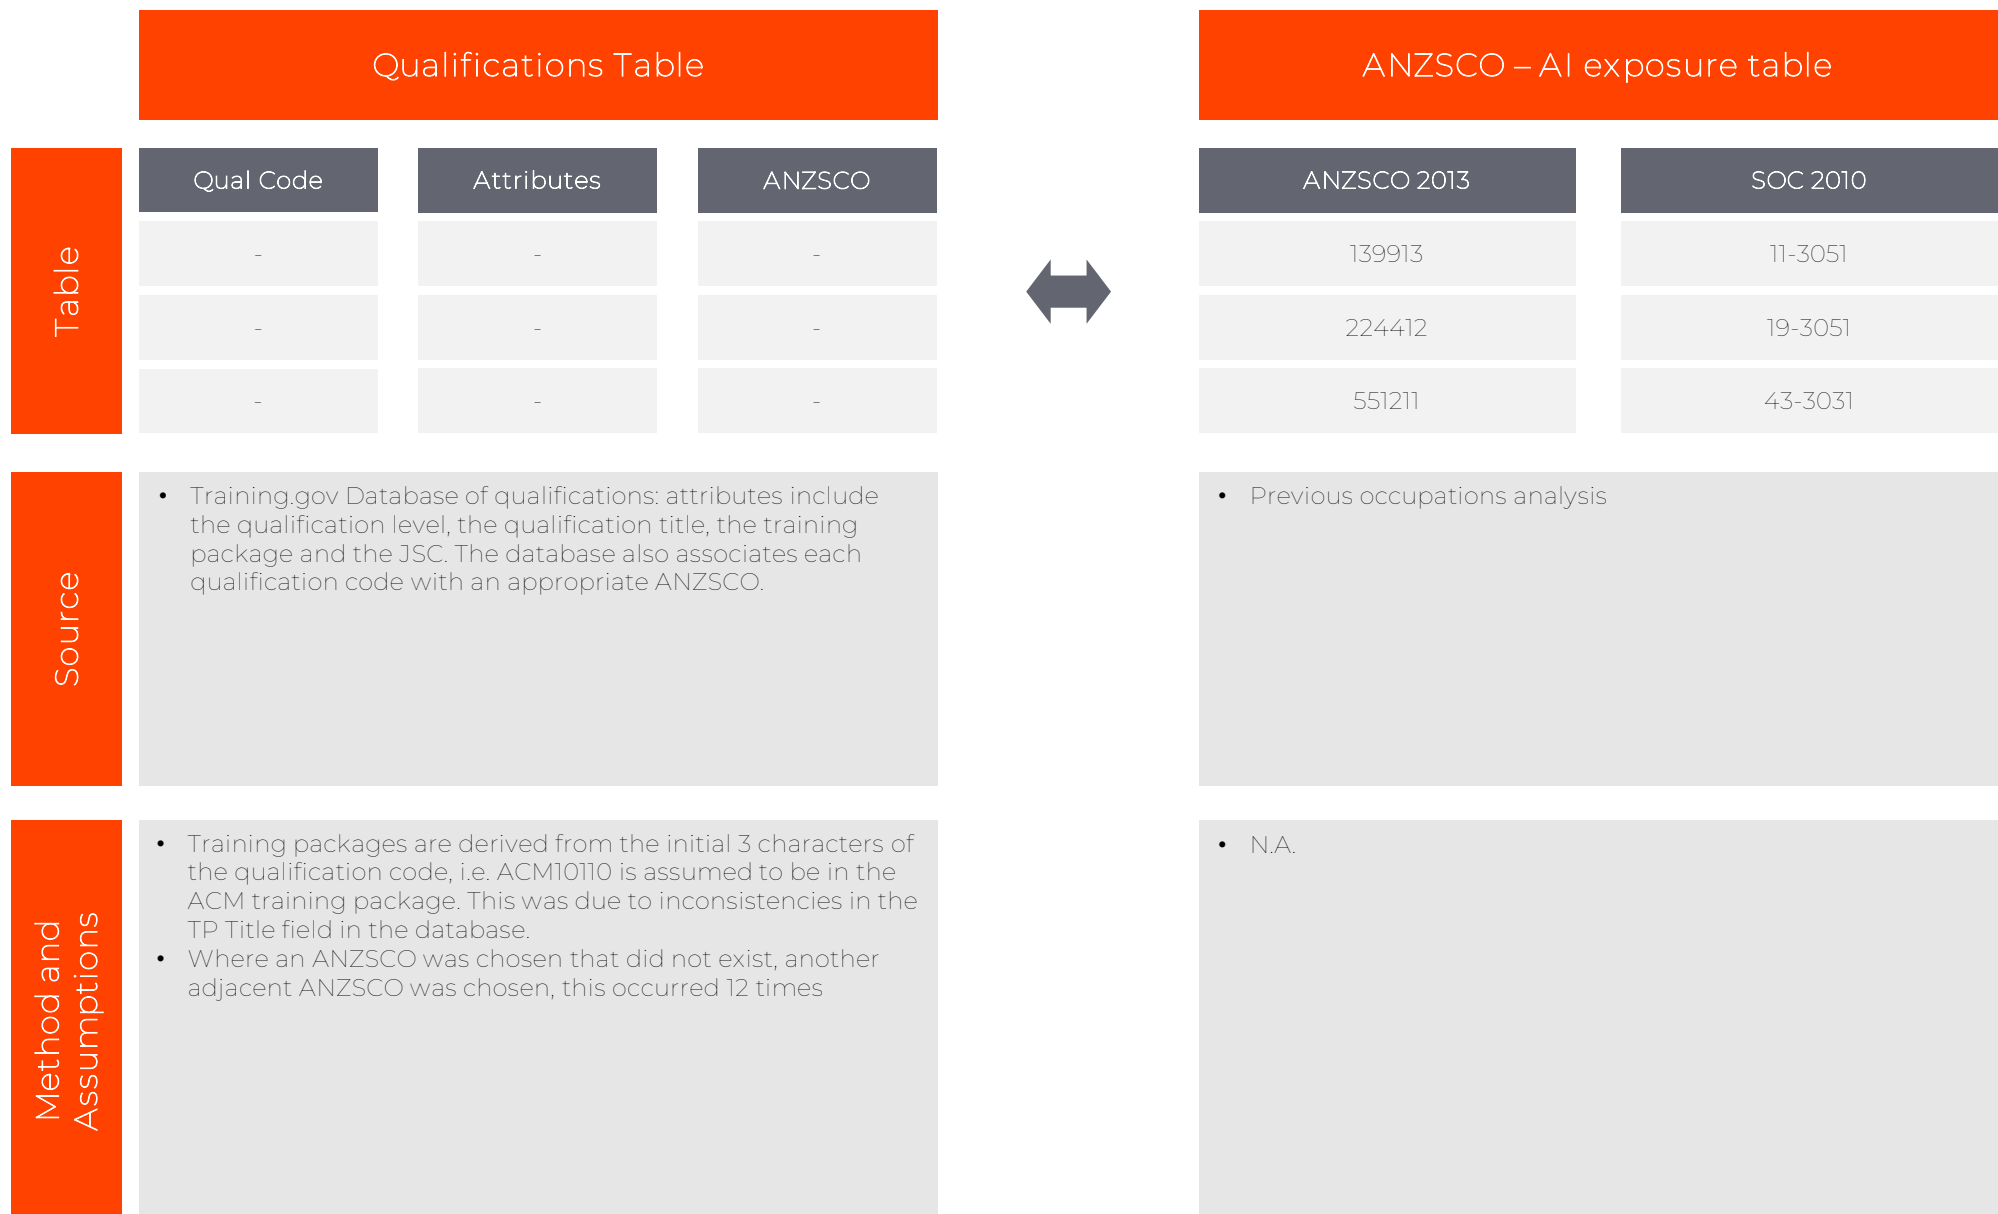 Qualifications Table
ANZSCO – AI exposure table
Table
Qual Code
Attributes
ANZSCO
ANZSCO 2013
SOC 2010
-
-
-
139913
11-3051
-
-
-
224412
19-3051
-
-
-
551211
43-3031
Source
• Training.gov Database of qualifications: attributes include
the qualification level, the qualification title, the training
package and the JSC. The database also associates each
qualification code with an appropriate ANZSCO.
• Previous occupations analysis
Method and
Assumptions
• Training packages are derived from the initial 3 characters of
the qualification code, i.e. ACM10110 is assumed to be in the
ACM training package. This was due to inconsistencies in the
TP Title field in the database.
• Where an ANZSCO was chosen that did not exist, another
adjacent ANZSCO was chosen, this occurred 12 times
• N.A.